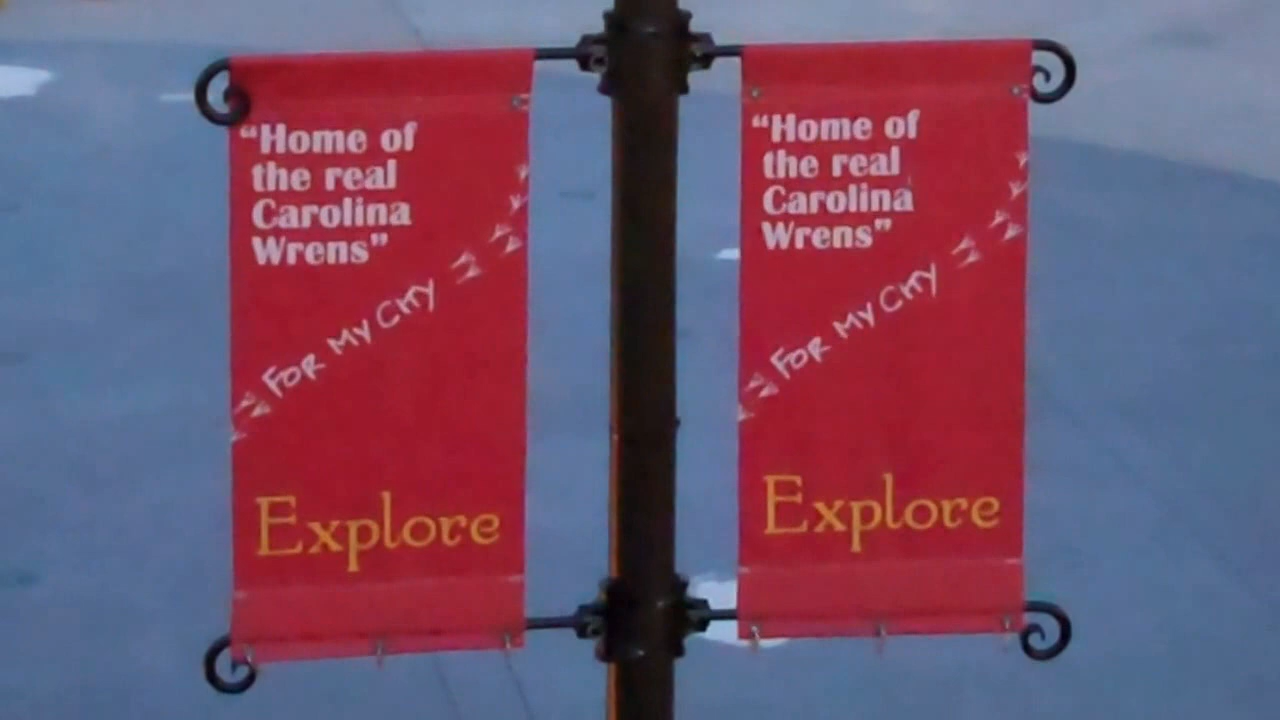 “Home of
the real
Carolina
Wrens”
FOR MY CITY
Explore
“Home of
the real
Carolina
Wrens”
FOR MY CITY
Explore